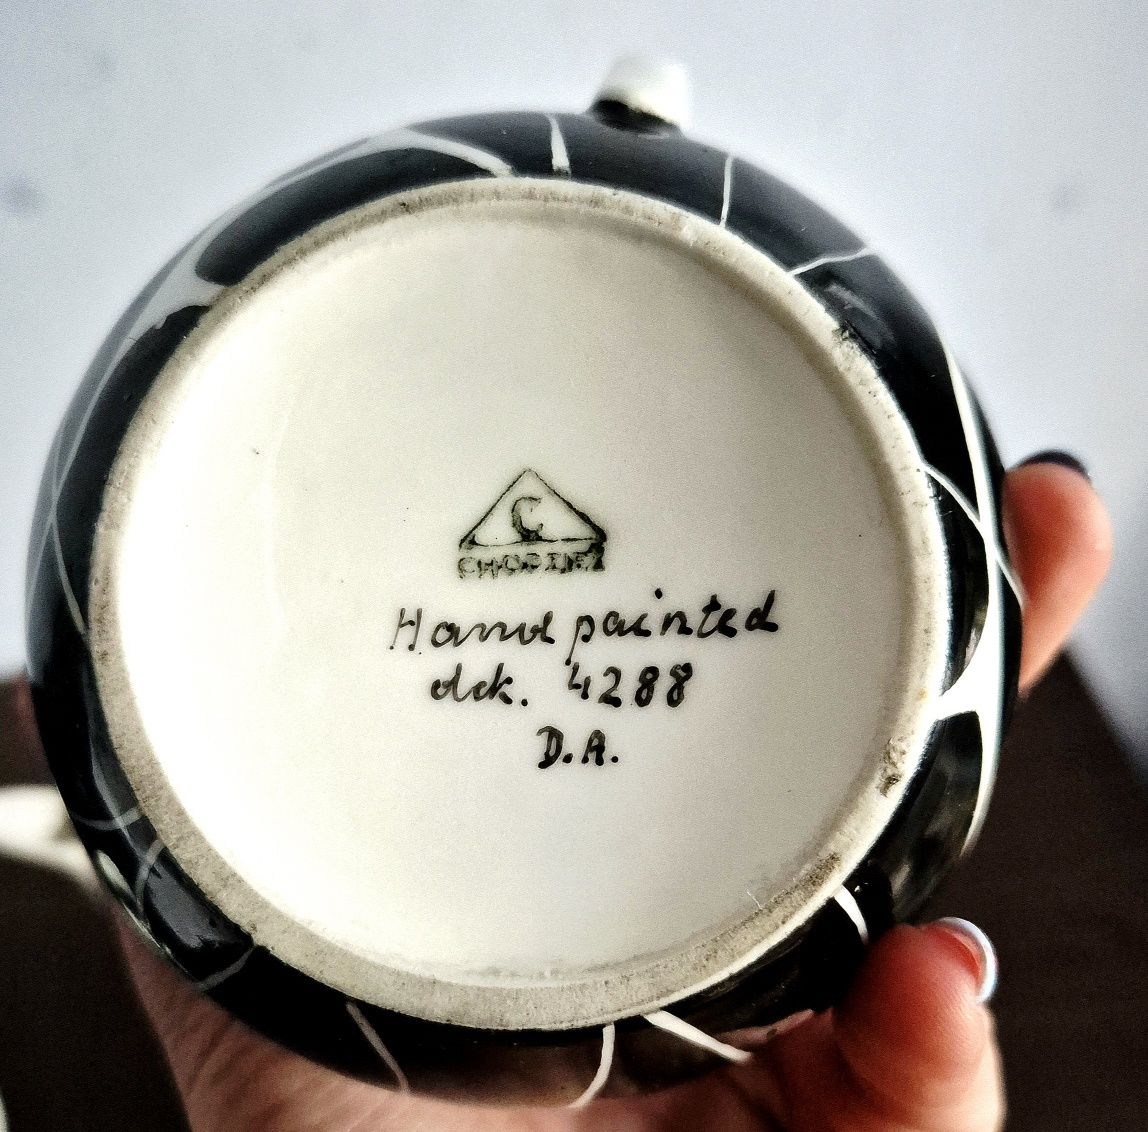 C
CHODZIEŻ
Hand painted
dek. 4288
D.A.